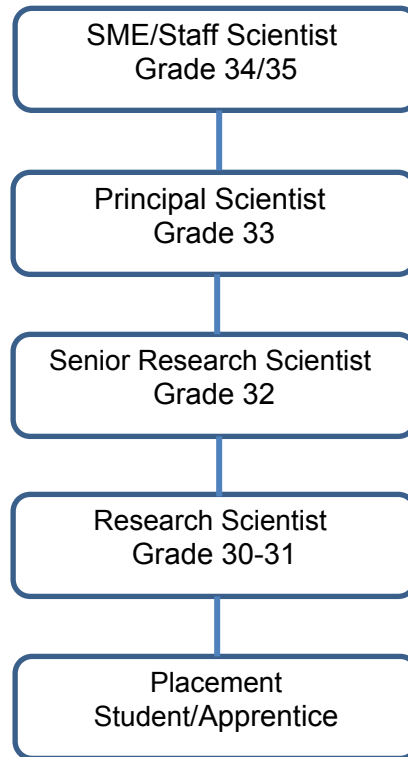 SME/Staff Scientist
Grade 34/35
Principal Scientist
Grade 33
Senior Research Scientist
Grade 32
Research Scientist
Grade 30-31
Placement
Student/Apprentice